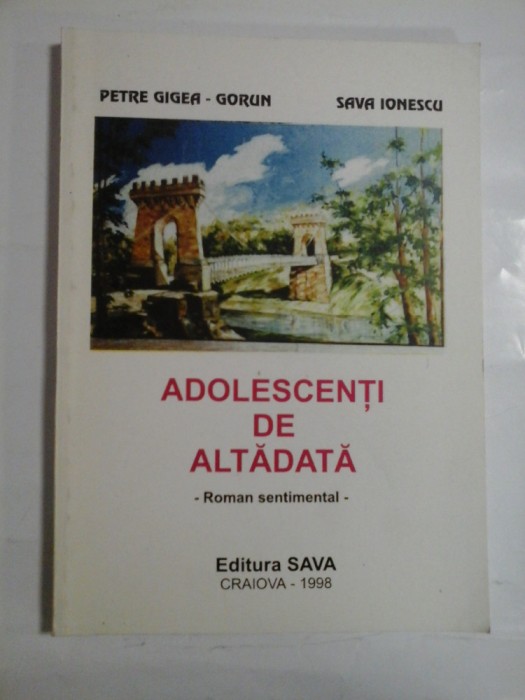 PETRE GIGEA - GORUN SAVA IONESCU
ADOLESCENȚI
DE
ALTĂDATĂ
- Roman sentimental -
Editura SAVA
CRAIOVA - 1998